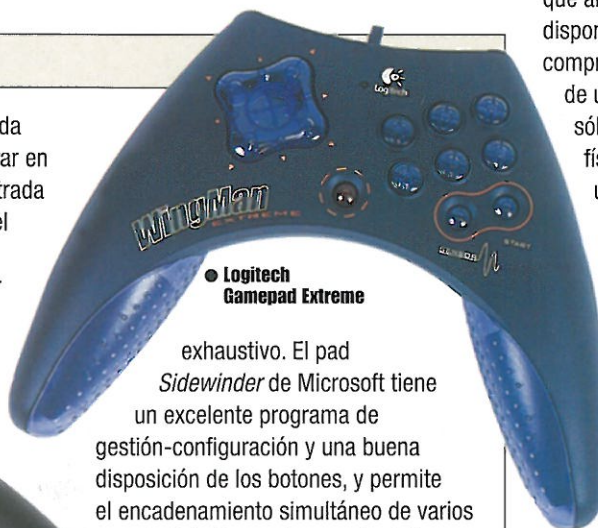 da
ar en
trada
el
.
Logitech
WingMan
EXTREME
SENSOR
START
● Logitech
Gamepad Extreme
exhaustivo. El pad
Sidewinder de Microsoft tiene
un excelente programa de
gestión-configuración y una buena
disposición de los botones, y permite
el encadenamiento simultáneo de varios
que a
dispon
compr
de u
sól
fís
u